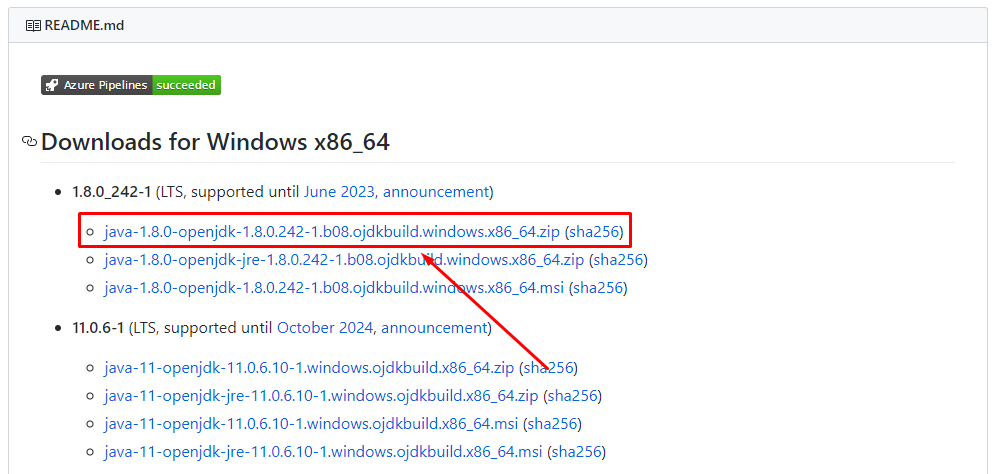 README.md
Azure Pipelines succeeded
Downloads for Windows x86_64
1.8.0_242-1 (LTS, supported until June 2023, announcement)
java-1.8.0-openjdk-1.8.0.242-1.b08.ojdkbuild.windows.x86_64.zip (sha256)
java-1.8.0-openjdk-jre-1.8.0.242-1.b08.ojdkbuild.windows.x86_64.zip (sha256)
java-1.8.0-openjdk-1.8.0.242-1.b08.ojdkbuild.windows.x86_64.msi (sha256)
11.0.6-1 (LTS, supported until October 2024, announcement)
java-11-openjdk-11.0.6.10-1.windows.ojdkbuild.x86_64.zip (sha256)
java-11-openjdk-jre-11.0.6.10-1.windows.ojdkbuild.x86_64.zip (sha256)
java-11-openjdk-11.0.6.10-1.windows.ojdkbuild.x86_64.msi (sha256)
java-11-openjdk-jre-11.0.6.10-1.windows.ojdkbuild.x86_64.msi (sha256)